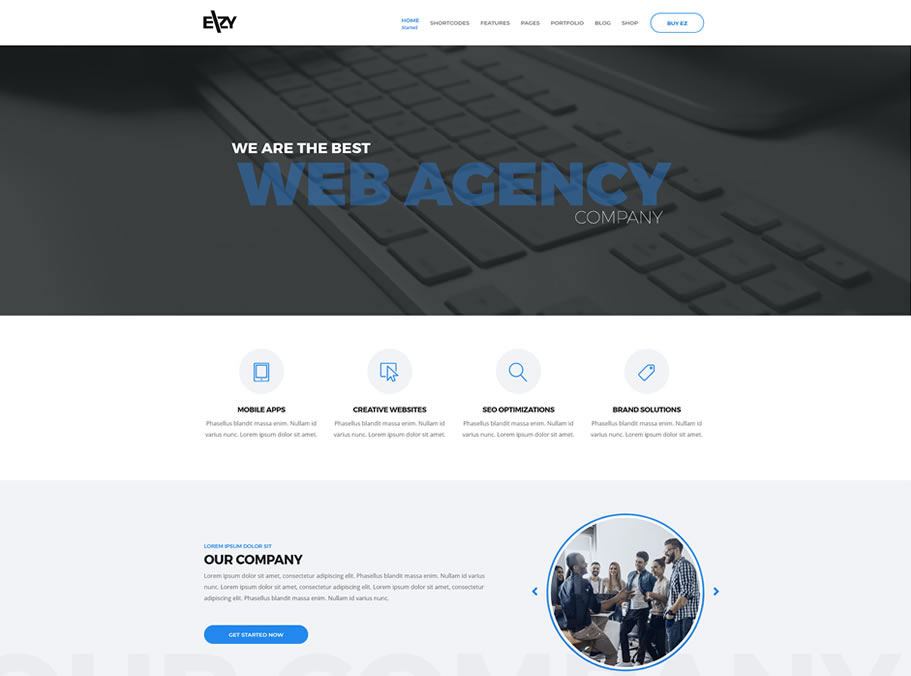 EZY
HOME SHORTCODES FEATURES PAGES PORTFOLIO BLOG SHOP BUY EZ
Started
WE ARE THE BEST
WEB AGENCY
COMPANY
MOBILE APPS
Phasellus blandit massa enim. Nullam id
varius nunc. Lorem ipsum dolor sit amet.
CREATIVE WEBSITES
Phasellus blandit massa enim. Nullam id
varius nunc. Lorem ipsum dolor sit amet.
SEO OPTIMIZATIONS
Phasellus blandit massa enim. Nullam id
varius nunc. Lorem ipsum dolor sit amet.
BRAND SOLUTIONS
Phasellus blandit massa enim. Nullam id
varius nunc. Lorem ipsum dolor sit amet.
LOREM IPSUM DOLOR SIT
OUR COMPANY
Lorem ipsum dolor sit amet, consectetur adipiscing elit. Phasellus blandit massa enim. Nullam id varius
nunc. Lorem ipsum dolor sit amet, consectetur adipiscing elit. Lorem ipsum dolor sit amet, consectetur
adipiscing elit. Phasellus blandit massa enim. Nullam id varius nunc.
GET STARTED NOW
OUR COMPANY